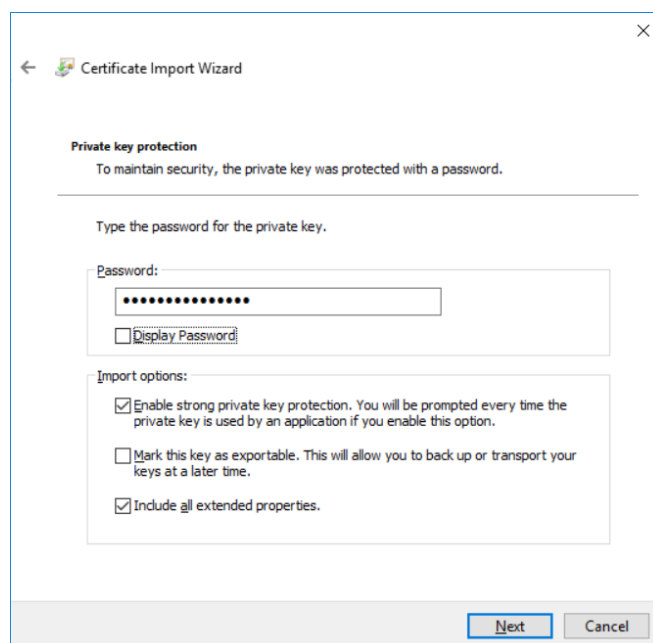 Certificate Import Wizard
Private key protection
To maintain security, the private key was protected with a password.
Type the password for the private key.
Password:
•••••••••••••••
Display Password
Import options:
Enable strong private key protection. You will be prompted every time the
private key is used by an application if you enable this option.
Mark this key as exportable. This will allow you to back up or transport your
keys at a later time.
Include all extended properties.
Next Cancel